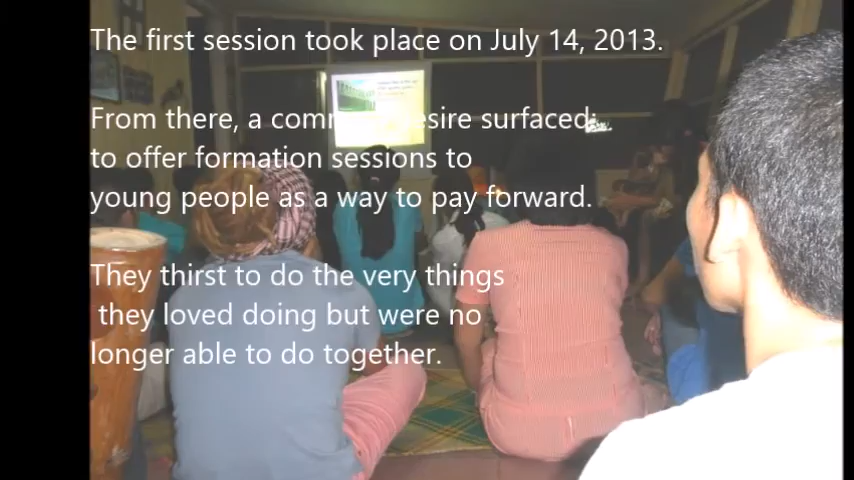 The first session took place on July 14, 2013.
From there, a common desire surfaced:
to offer formation sessions to
young people as a way to pay forward.
They thirst to do the very things
they loved doing but were no
longer able to do together.